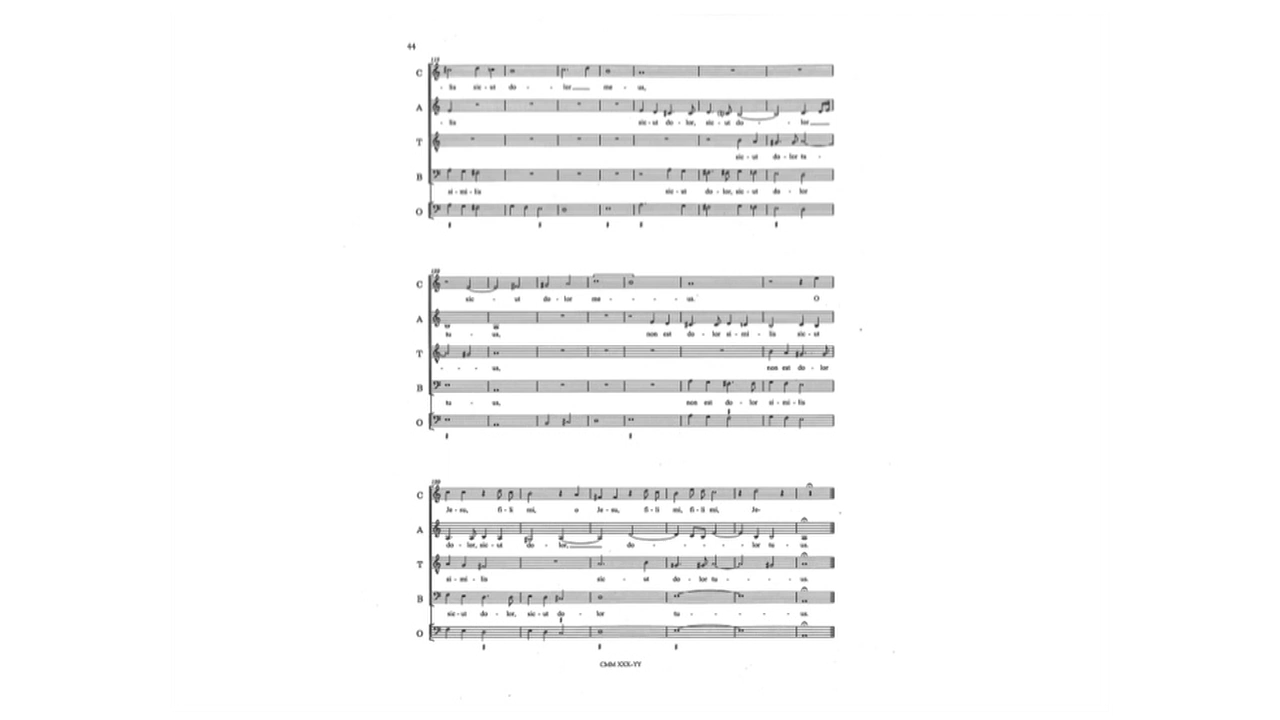 44
C
- lis sic - ut do - lor me - us,
A
- lis sic - ut do - lor, sic - ut do - lor
T
sic - ut do - lor tu -
B
si - mi - lis sic - ut do - lor, sic - ut do - lor
O
C
sic - ut do - lor me - us. O
A
tu - us, non est do - lor si - mi - lis sic - ut
T
- us, non est do - lor
B
tu - us, non est do - lor si - mi - lis
O
C
Je - su, fi - li mi, o Je - su, fi - li mi, fi - li mi, Je-
A
do - lor, sic - ut do - lor, do - lor tu - us.
T
si - mi - lis sic - ut do - lor tu - us.
B
sic - ut do - lor, sic - ut do - lor tu - us.
O
CMM XXX-YY